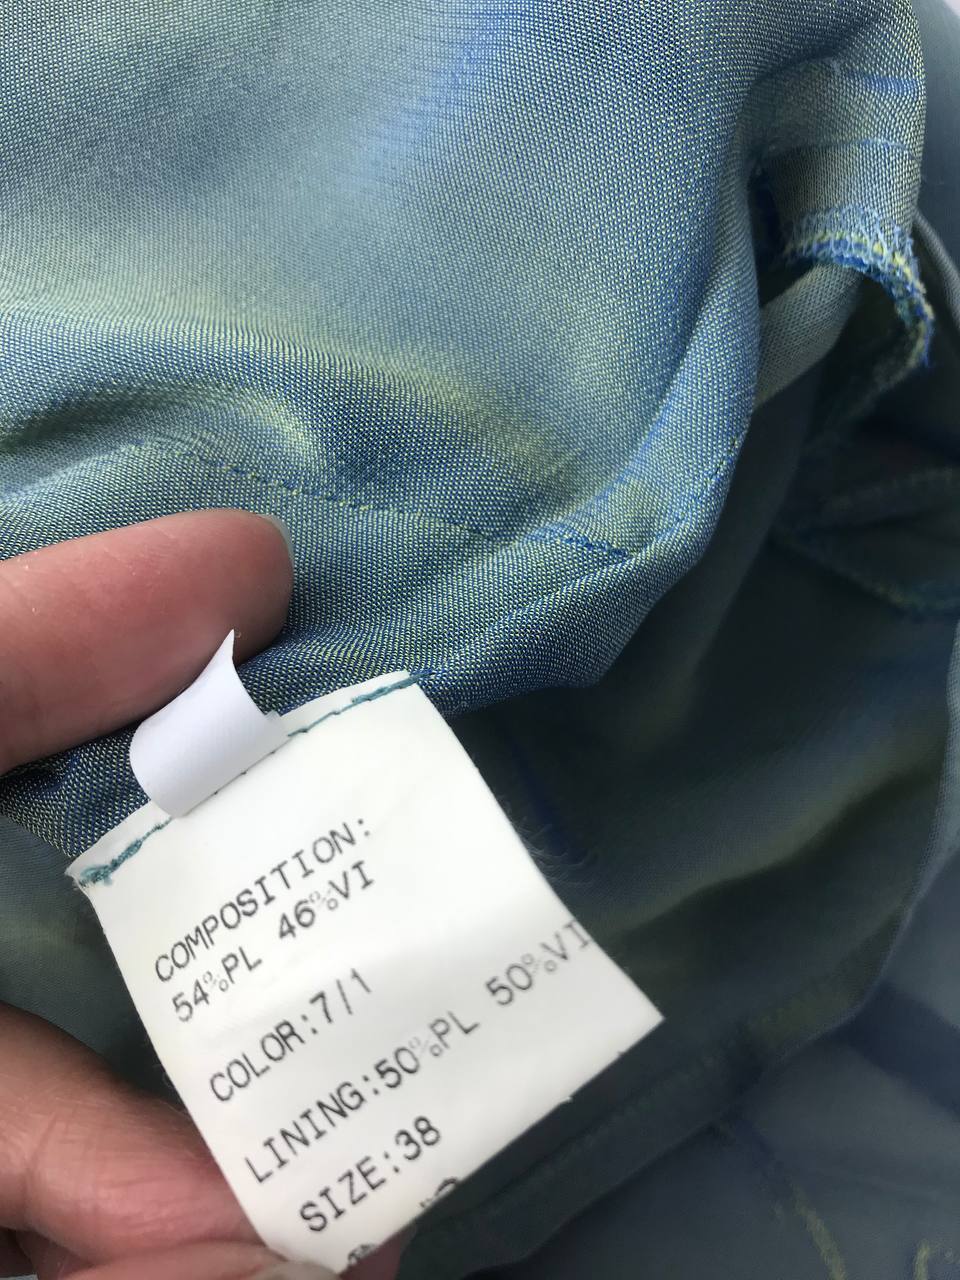 COMPOSITION:
54%PL 46%VI
COLOR:7/1
LINING:50%PL 50%VI
SIZE:38